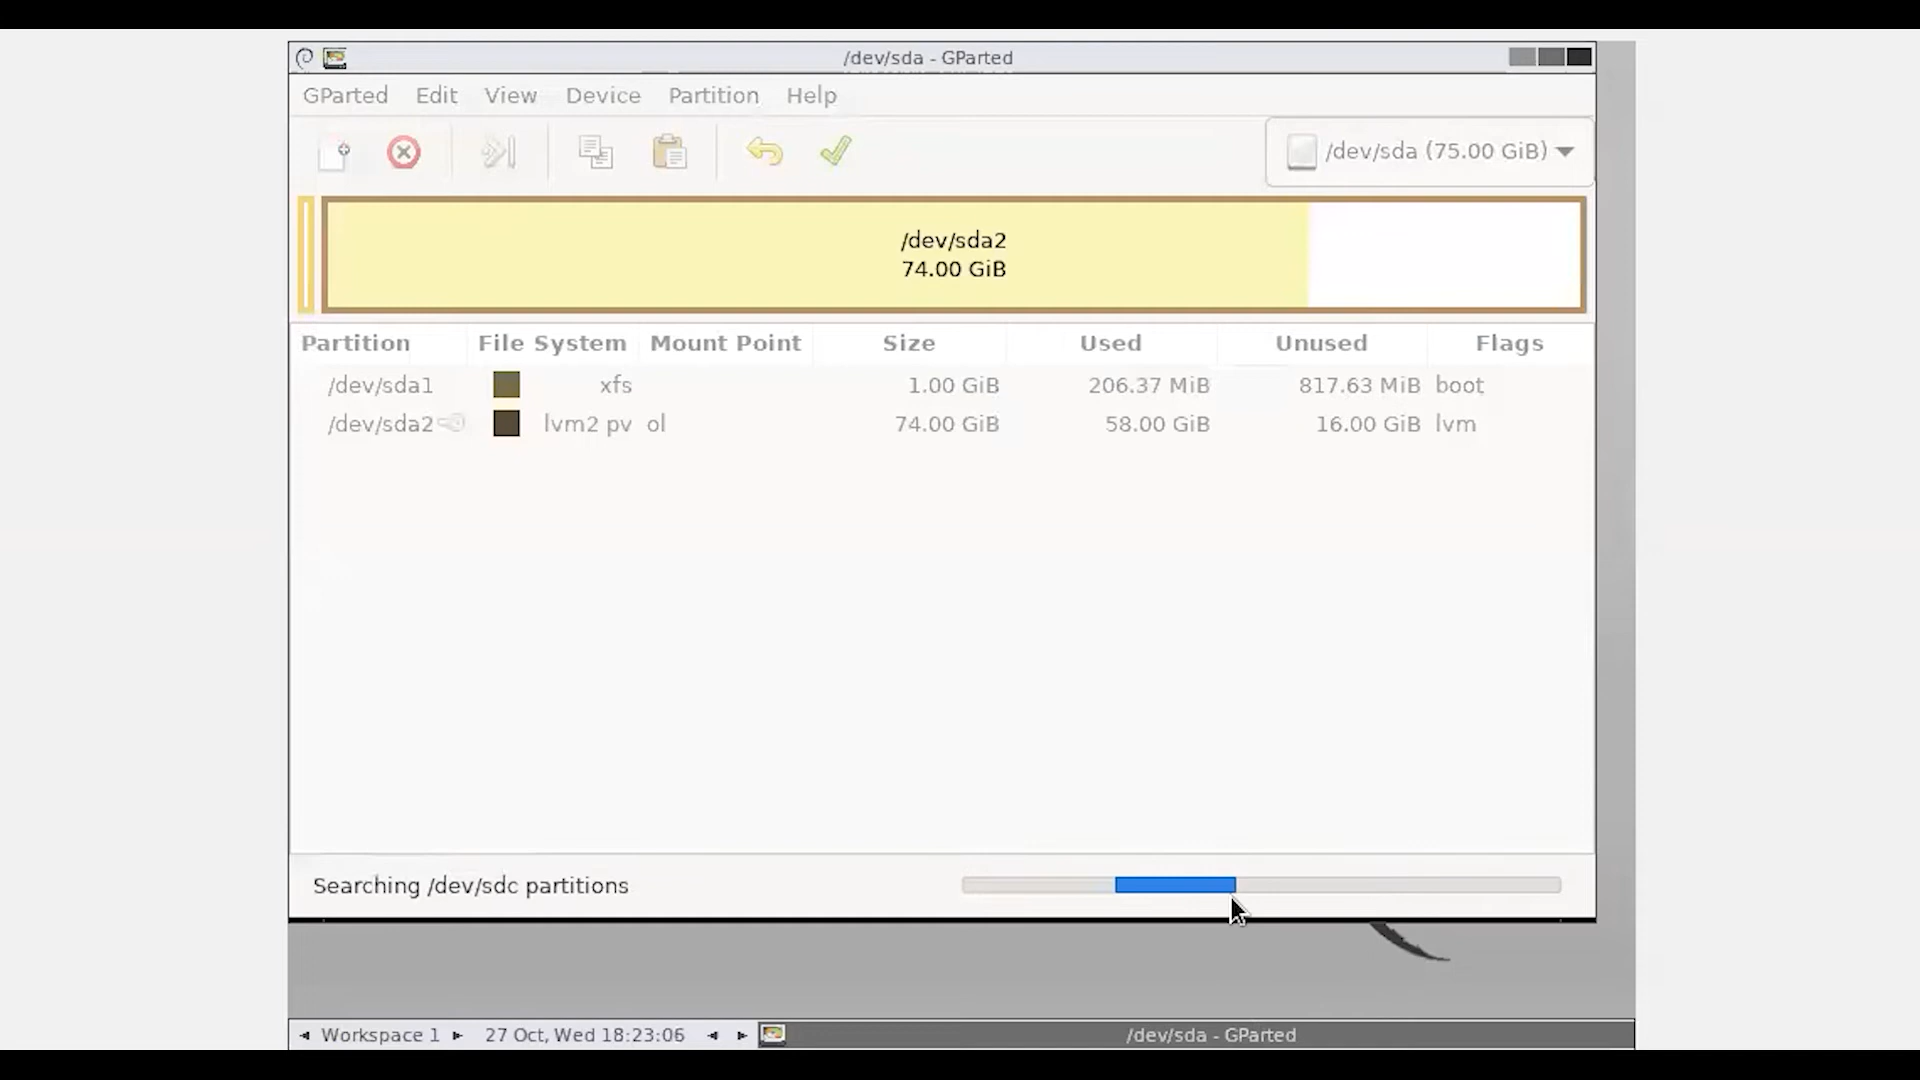 /dev/sda - GParted
GParted Edit View Device Partition Help
/dev/sda (75.00 GiB)
/dev/sda2
74.00 GiB
Partition File System Mount Point Size Used Unused Flags
/dev/sda1 xfs 1.00 GiB 206.37 MiB 817.63 MiB boot
/dev/sda2 lvm2 pv ol 74.00 GiB 58.00 GiB 16.00 GiB lvm
Searching /dev/sdc partitions
Workspace 1 27 Oct, Wed 18:23:06 /dev/sda - GParted